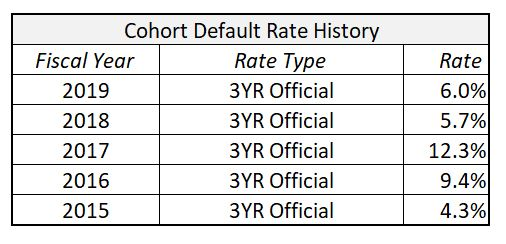 Cohort Default Rate History
Fiscal Year Rate Type Rate
2019 3YR Official 6.0%
2018 3YR Official 5.7%
2017 3YR Official 12.3%
2016 3YR Official 9.4%
2015 3YR Official 4.3%